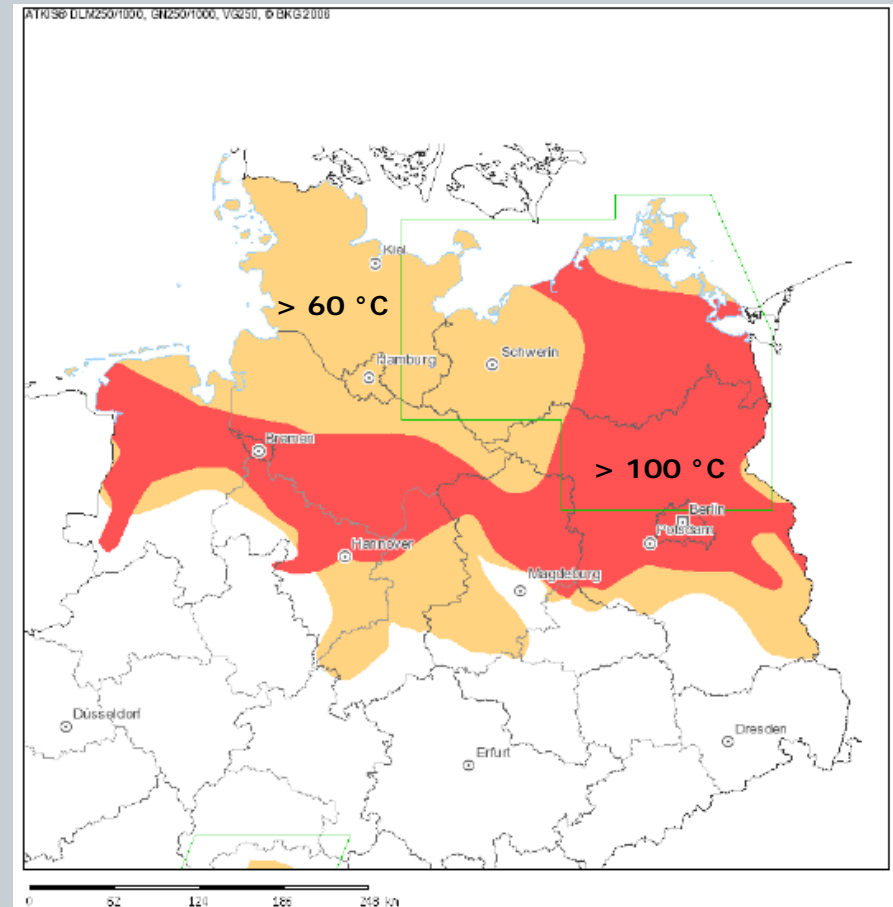 ATKIS® DLM250/1000, GN250/1000, VG250, © BKG 2006
Kiel
> 60 °C
Schwerin
Hamburg
Bremen
> 100 °C
Berlin
Potsdam
Hannover
Magdeburg
Düsseldorf
Dresden
Erfurt
0 62 124 186 248 km